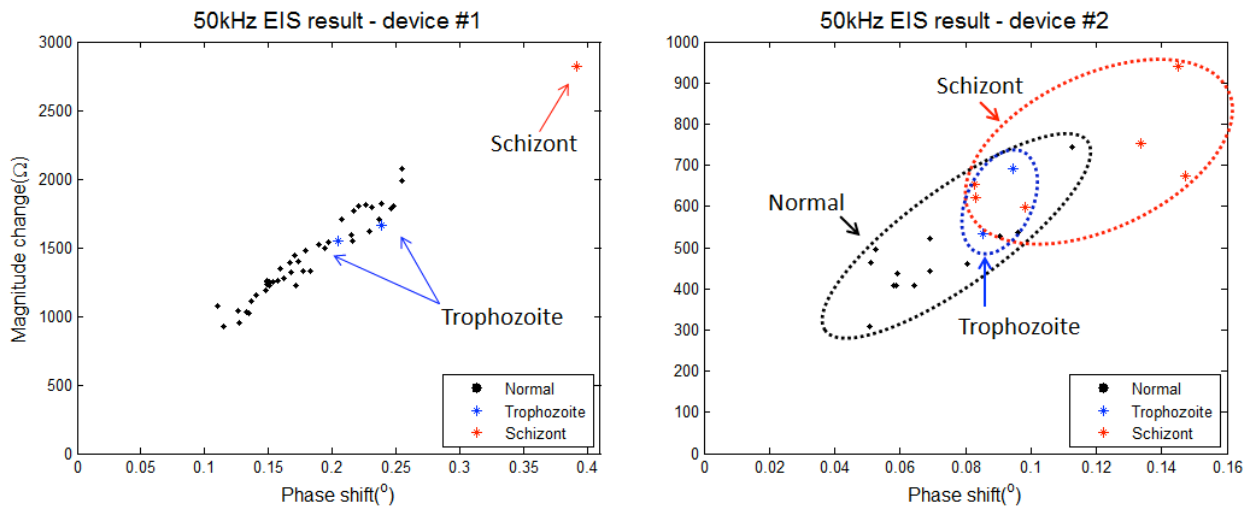 50kHz EIS result - device #1
3000
2500
2000
1500
1000
500
0
Magnitude change(Ω)
0 0.05 0.1 0.15 0.2 0.25 0.3 0.35 0.4
Phase shift(°)
Schizont
Trophozoite
Normal
Trophozoite
Schizont
50kHz EIS result - device #2
1000
900
800
700
600
500
400
300
200
100
0
0 0.02 0.04 0.06 0.08 0.1 0.12 0.14 0.16
Phase shift(°)
Schizont
Normal
Trophozoite
Normal
Trophozoite
Schizont